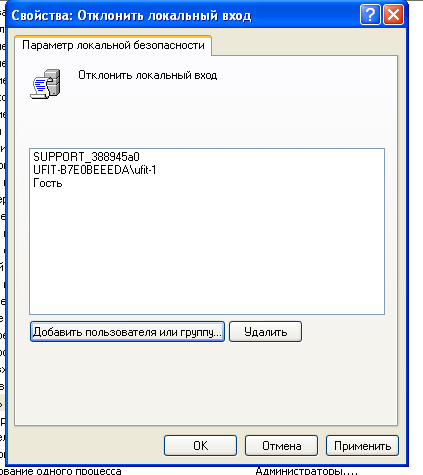 Свойства: Отклонить локальный вход
Параметр локальной безопасности
Отклонить локальный вход
SUPPORT_388945a0
UFIT-B7E0BEEEDA\ufit-1
Гость
Добавить пользователя или группу...
Удалить
OK
Отмена
Применить
ование одного процесса
Администраторы,...